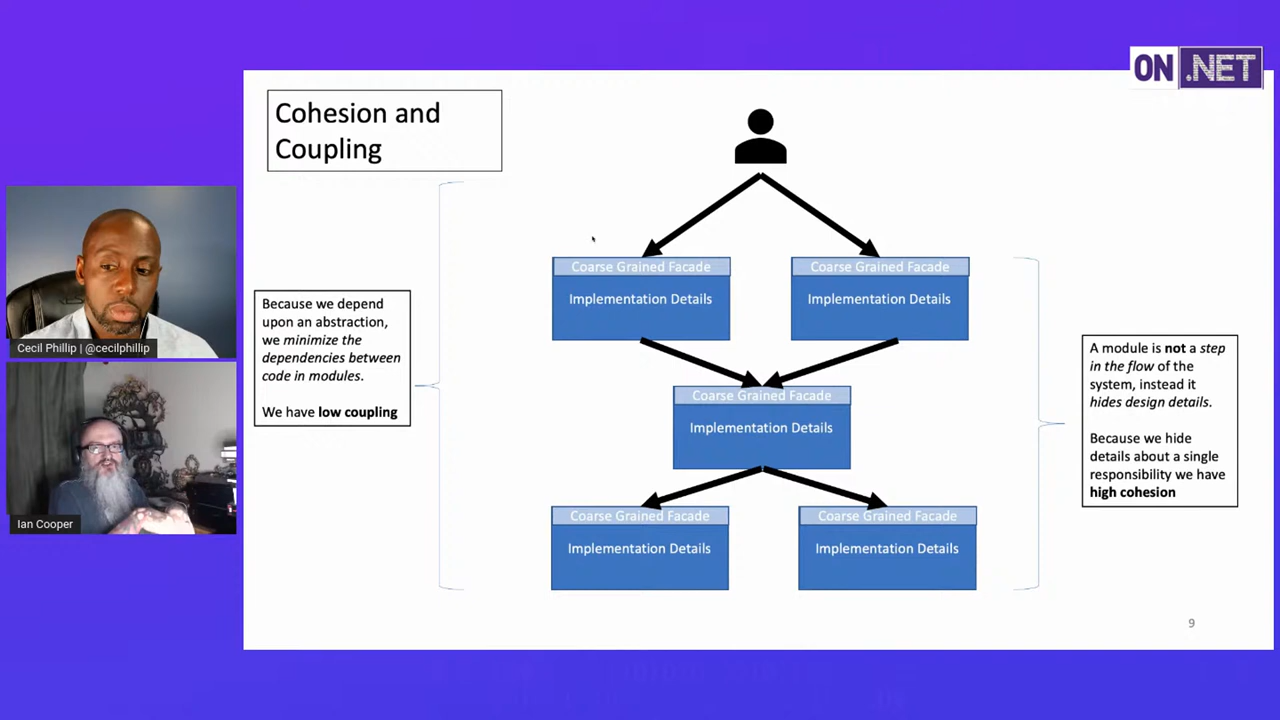 ON .NET
Cohesion and
Coupling
Coarse Grained Facade
Implementation Details
Coarse Grained Facade
Implementation Details
Because we depend
upon an abstraction,
we minimize the
dependencies between
code in modules.
We have low coupling
Cecil Phillip | @cecilphillip
Ian Cooper
Coarse Grained Facade
Implementation Details
A module is not a step
in the flow of the
system, instead it
hides design details.
Because we hide
details about a single
responsibility we have
high cohesion
Coarse Grained Facade
Implementation Details
Coarse Grained Facade
Implementation Details
9